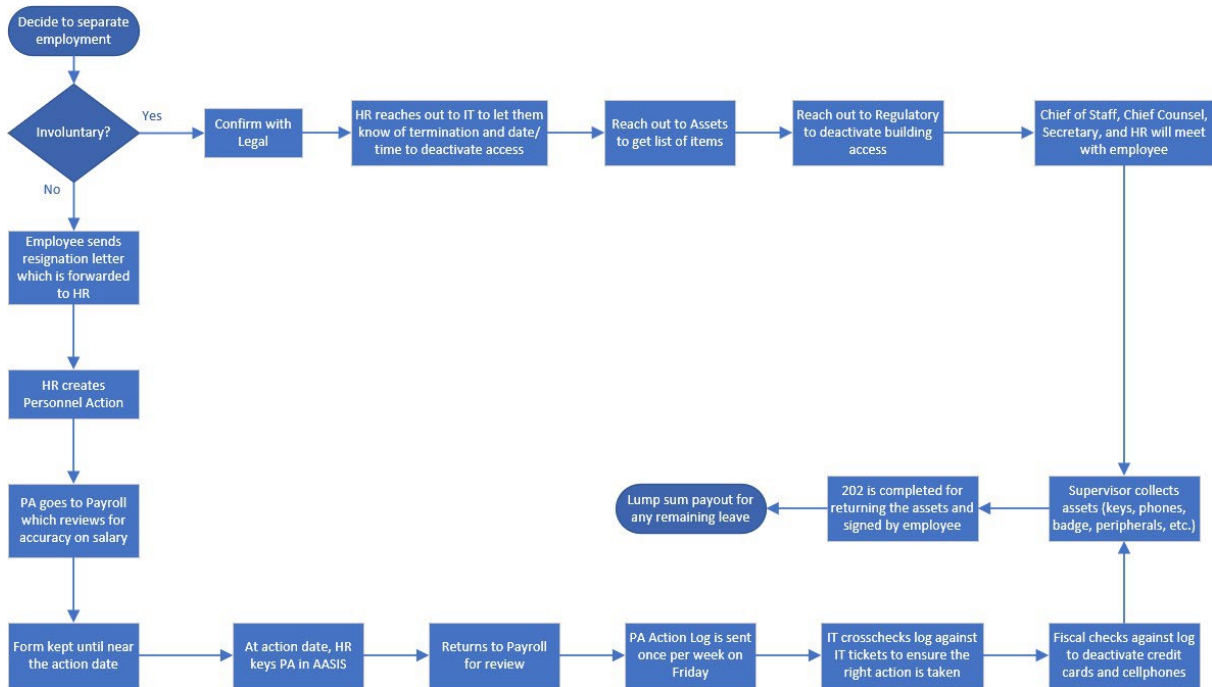 Decide to separate
employment
Involuntary?
Yes
Confirm with
Legal
HR reaches out to IT to let them
know of termination and date/
time to deactivate access
Reach out to Assets
to get list of items
Reach out to Regulatory
to deactivate building
access
Chief of Staff, Chief Counsel,
Secretary, and HR will meet
with employee
No
Employee sends
resignation letter
which is forwarded
to HR
HR creates
Personnel Action
PA goes to Payroll
which reviews for
accuracy on salary
Form kept until near
the action date
At action date, HR
keys PA in AASIS
Returns to Payroll
for review
PA Action Log is sent
once per week on
Friday
IT crosschecks log against
IT tickets to ensure the
right action is taken
Fiscal checks against log
to deactivate credit
cards and cellphones
Supervisor collects
assets (keys, phones,
badge, peripherals, etc.)
202 is completed for
returning the assets and
signed by employee
Lump sum payout for
any remaining leave